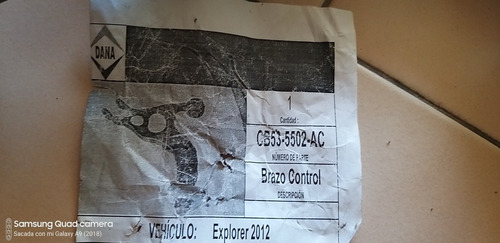 DANA
1
Cantidad:
CB53-5502-AC
NÚMERO DE PARTE
Brazo Control
DESCRIPCIÓN
VEHÍCULO: Explorer 2012
Samsung Quad-camera
Sacada con mi Galaxy A9 (2018)